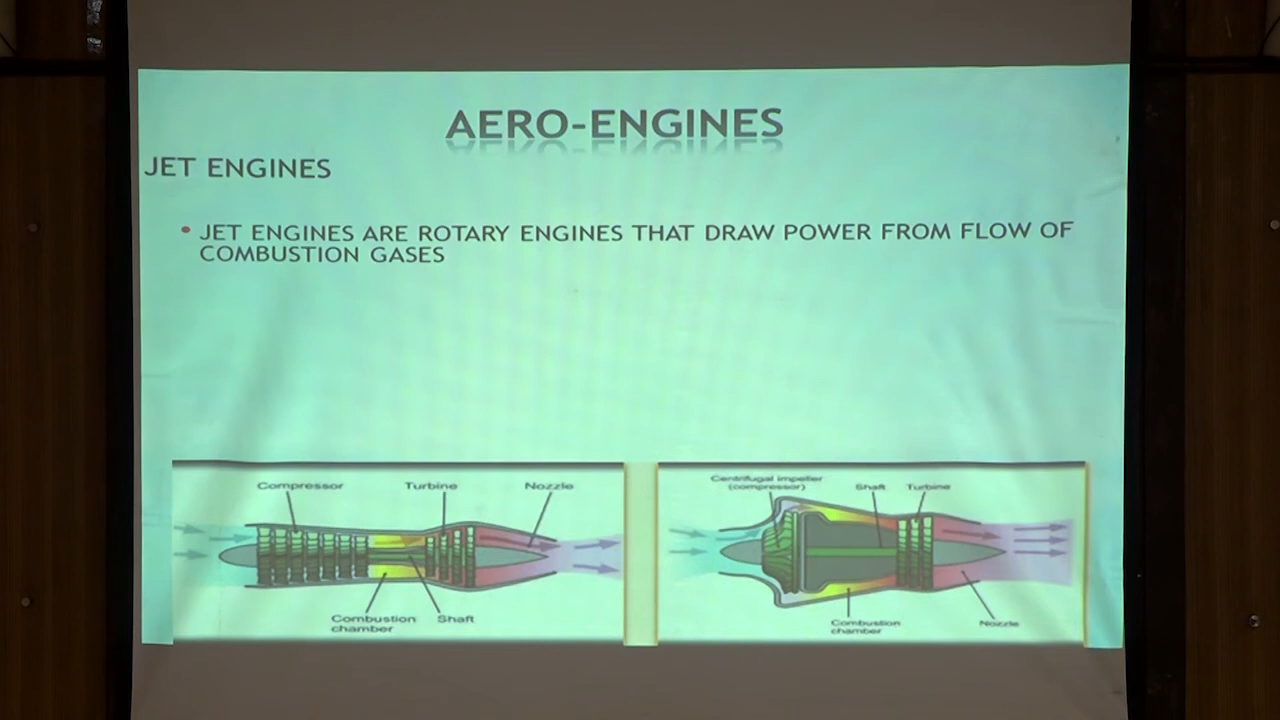 AERO-ENGINES
JET ENGINES
• JET ENGINES ARE ROTARY ENGINES THAT DRAW POWER FROM FLOW OF
COMBUSTION GASES
Compressor
Turbine
Nozzle
Combustion
chamber
Shaft
Centrifugal impeller
(compressor)
Shaft
Turbine
Combustion
chamber
Nozzle